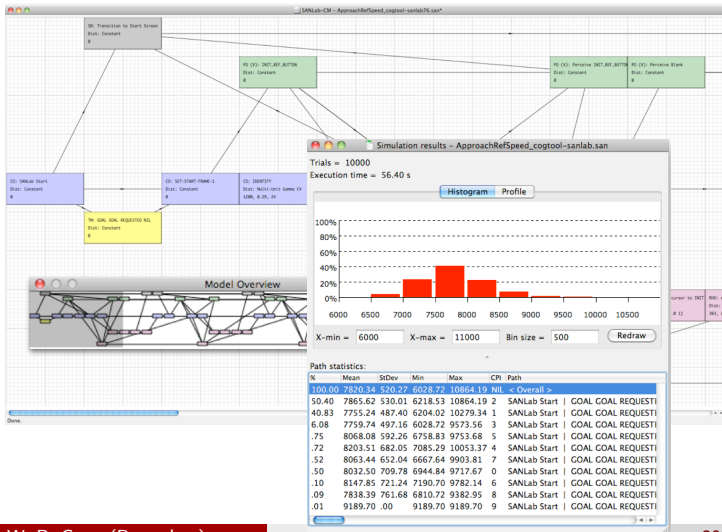 SANLab-CM - ApproachRefSpeed_cogtool-sanlab76.san*
SR: Transition to Start Screen
Dist: Constant
0
PO (V): INIT_REF_BUTTON
Dist: Constant
0
PO (V): Perceive INIT_REF_BUTTO
Dist: Constant
0
PO (V): Perceive Blank
Dist: Constant
0
CO: SANLab Start
Dist: Constant
0
CO: SET-START-FRAME-1
Dist: Constant
0
CO: IDENTITY
Dist: Multi-Unit Gamma CV
1200, 0.29, 24
TM: GOAL GOAL REQUESTED NIL
Dist: Constant
0
Model Overview
Simulation results - ApproachRefSpeed_cogtool-sanlab.san
Trials = 10000
Execution time = 56.40 s
Histogram Profile
100%
80%
60%
40%
20%
0%
6000 6500 7000 7500 8000 8500 9000 9500 10000 10500
X-min = 6000 X-max = 11000 Bin size = 500 Redraw
Path statistics:
% Mean StDev Min Max CPI Path
100.00 7820.34 520.27 6028.72 10864.19 NIL < Overall >
50.40 7865.62 530.01 6218.53 10864.19 2 SANLab Start | GOAL GOAL REQUESTI
40.83 7755.24 487.40 6204.02 10279.34 1 SANLab Start | GOAL GOAL REQUESTI
6.08 7759.74 497.16 6028.72 9573.56 3 SANLab Start | GOAL GOAL REQUESTI
.75 8068.08 592.26 6758.83 9753.68 5 SANLab Start | GOAL GOAL REQUESTI
.72 8203.51 682.05 7085.29 10053.37 4 SANLab Start | GOAL GOAL REQUESTI
.52 8063.44 652.04 6667.64 9903.81 7 SANLab Start | GOAL GOAL REQUESTI
.50 8032.50 709.78 6944.84 9717.67 0 SANLab Start | GOAL GOAL REQUESTI
.10 8147.85 721.24 7190.70 9782.14 6 SANLab Start | GOAL GOAL REQUESTI
.09 7838.39 761.68 6810.72 9382.95 8 SANLab Start | GOAL GOAL REQUESTI
.01 9189.70 .00 9189.70 9189.70 9 SANLab Start | GOAL GOAL REQUESTI
cursor to INIT
Done.